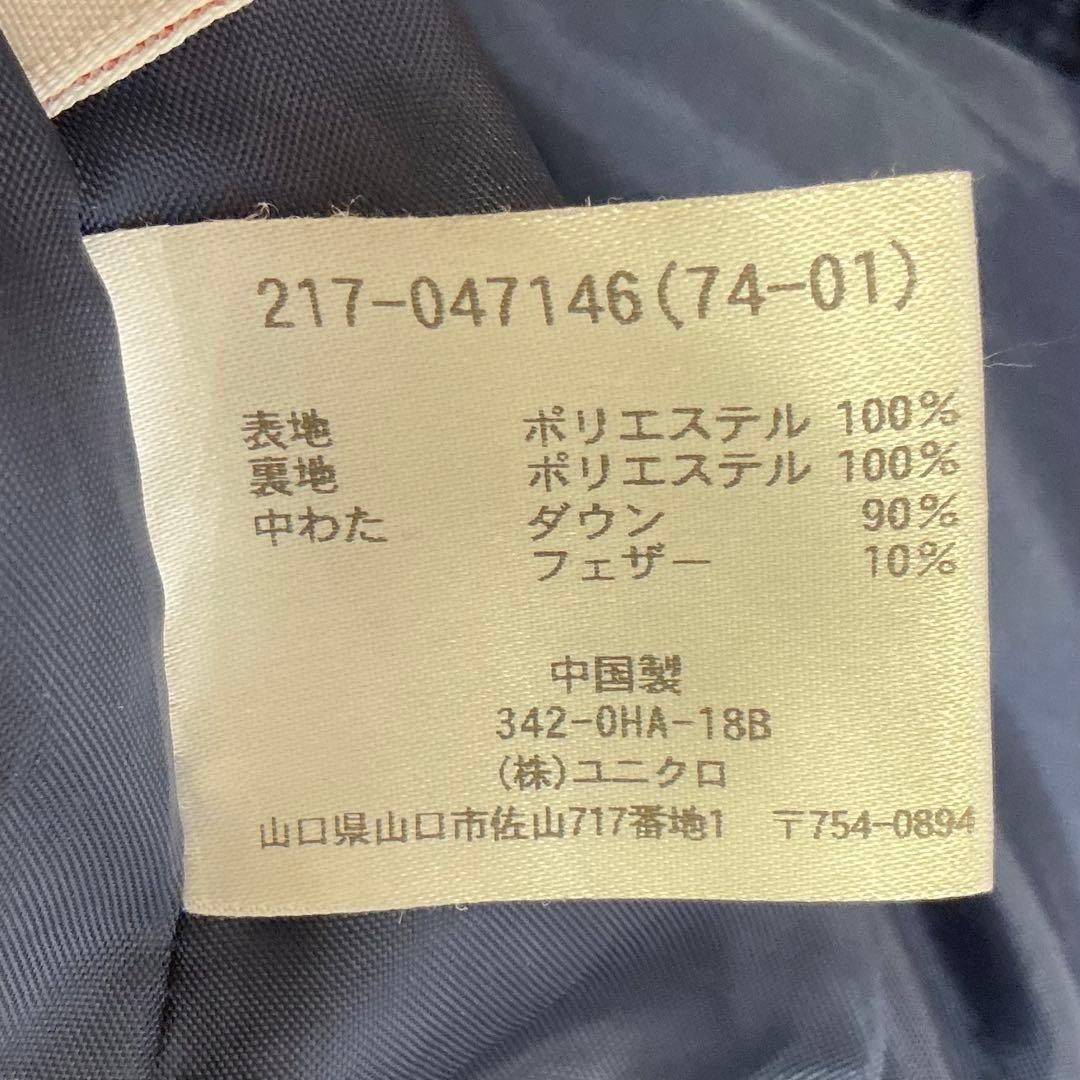 217-047146(74-01)
表地 ポリエステル 100%
裏地 ポリエステル 100%
中わた ダウン 90%
フェザー 10%
中国製
342-0HA-18B
(株)ユニクロ
山口県山口市佐山717番地1 〒754-0894